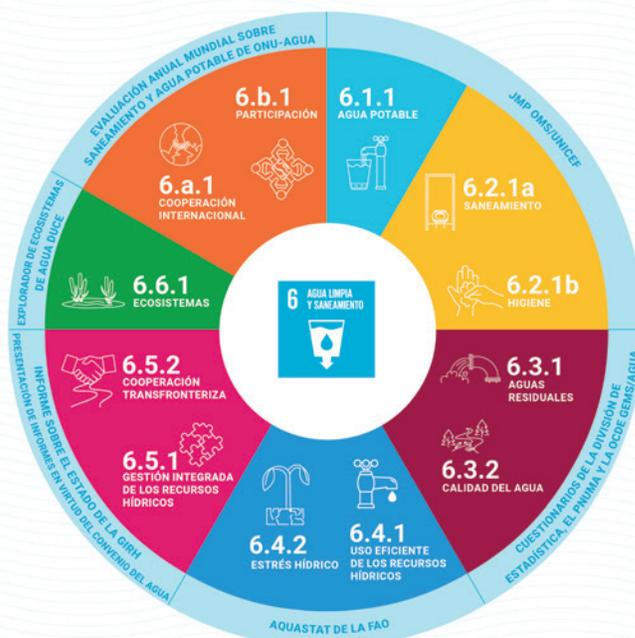 EVALUACIÓN ANUAL MUNDIAL SOBRE
SANEAMIENTO Y AGUA POTABLE DE ONU-AGUA
JMP OMS/UNICEF
6.b.1
PARTICIPACIÓN
6.1.1
AGUA POTABLE
6.a.1
COOPERACIÓN
INTERNACIONAL
6.2.1a
SANEAMIENTO
EXPLORADOR DE ECOSISTEMAS
DE AGUA DUCE
6.6.1
ECOSISTEMAS
6 AGUA LIMPIA
Y SANEAMIENTO
6.2.1b
HIGIENE
6.5.2
COOPERACIÓN
TRANSFRONTERIZA
6.3.1
AGUAS
RESIDUALES
6.5.1
GESTIÓN INTEGRADA
DE LOS RECURSOS
HÍDRICOS
6.3.2
CALIDAD DEL AGUA
6.4.2
ESTRÉS HÍDRICO
6.4.1
USO EFICIENTE
DE LOS RECURSOS
HÍDRICOS
INFORME SOBRE EL ESTADO DE LA GIRH
PRESENTACIÓN DE INFORMES EN VIRTUD DEL CONVENIO DEL AGUA
CUESTIONARIOS DE LA DIVISIÓN DE
ESTADÍSTICA, EL PNUMA Y LA OCDE GEMS/AGUA
AQUASTAT DE LA FAO